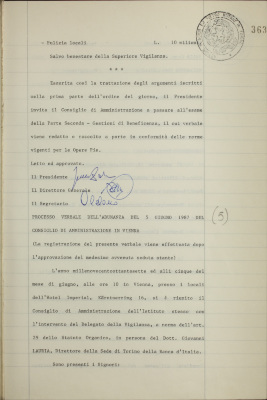 - Pulizia locali L. 10 milioni
Salvo benestare della Superiore Vigilanza.
* * *
Esaurita così la trattazione degli argomenti iscritti
nella prima parte dell'ordine del giorno, il Presidente
invita il Consiglio di Amministrazione a passare all'esame
della Parte Seconda - Gestioni di Beneficenza, il cui verbale
viene redatto e raccolto a parte in conformità delle norme
vigenti per le Opere Pie.
Letto ed approvato.
Il Presidente
Il Direttore Generale
Il Segretario
PROCESSO VERBALE DELL'ADUNANZA DEL 5 GIUGNO 1987 DEL
CONSIGLIO DI AMMINISTRAZIONE IN VIENNA
(La registrazione del presente verbale viene effettuata dopo
l'approvazione del medesimo avvenuta seduta stante)
L'anno millenovecentottantasette ed alli cinque del
mese di giugno, alle ore 18 in Vienna, presso i locali
dell'Hotel Imperial, Kärntnerring 16, si è riunito il
Consiglio di Amministrazione dell'Istituto stesso con
l'intervento del Delegato della Vigilanza, a norma dell'art.
19 dello Statuto Organico, in persona del Dott. Giovanni
LAURIA, Direttore della Sede di Torino della Banca d'Italia.
Sono presenti i Signori:
363
3